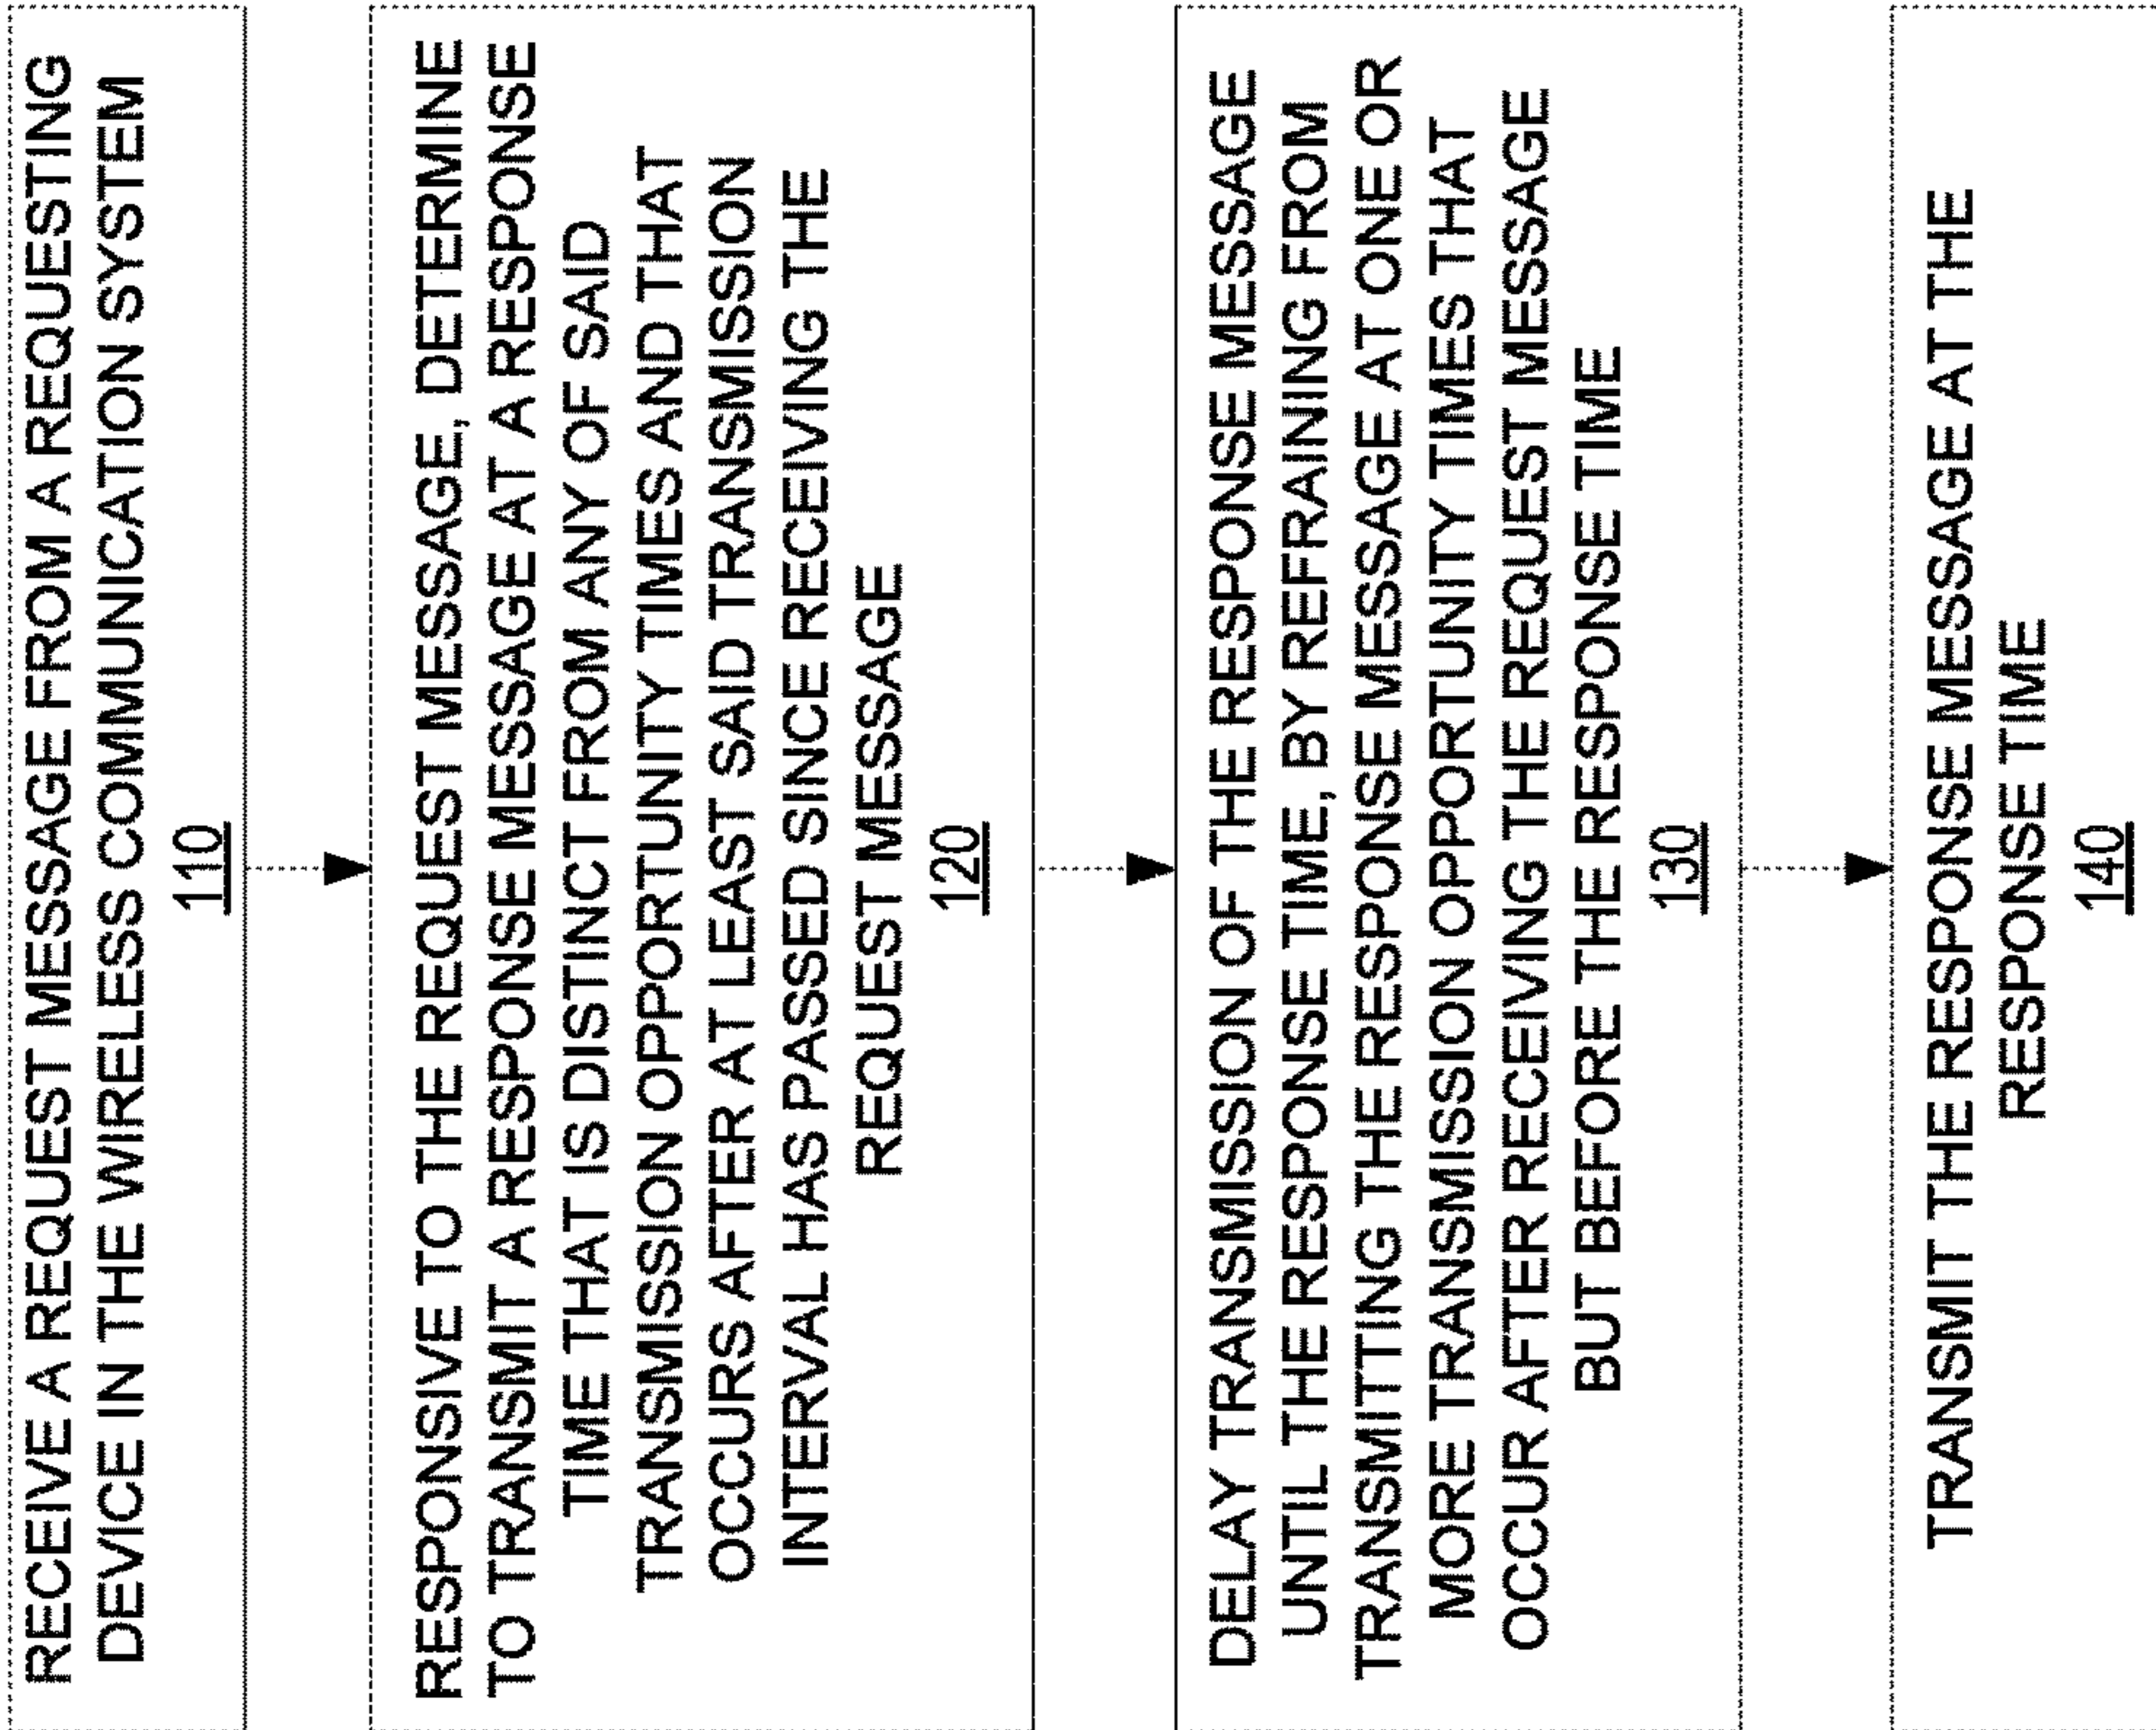 RECEIVE A REQUEST MESSAGE FROM A REQUESTING
DEVICE IN THE WIRELESS COMMUNICATION SYSTEM
110
RESPONSIVE TO THE REQUEST MESSAGE, DETERMINE
TO TRANSMIT A RESPONSE MESSAGE AT A RESPONSE
TIME THAT IS DISTINCT FROM ANY OF SAID
TRANSMISSION OPPORTUNITY TIMES AND THAT
OCCURS AFTER AT LEAST SAID TRANSMISSION
INTERVAL HAS PASSED SINCE RECEIVING THE
REQUEST MESSAGE
120
DELAY TRANSMISSION OF THE RESPONSE MESSAGE
UNTIL THE RESPONSE TIME, BY REFRAINING FROM
TRANSMITTING THE RESPONSE MESSAGE AT ONE OR
MORE TRANSMISSION OPPORTUNITY TIMES THAT
OCCUR AFTER RECEIVING THE REQUEST MESSAGE
BUT BEFORE THE RESPONSE TIME
130
TRANSMIT THE RESPONSE MESSAGE AT THE
RESPONSE TIME
140